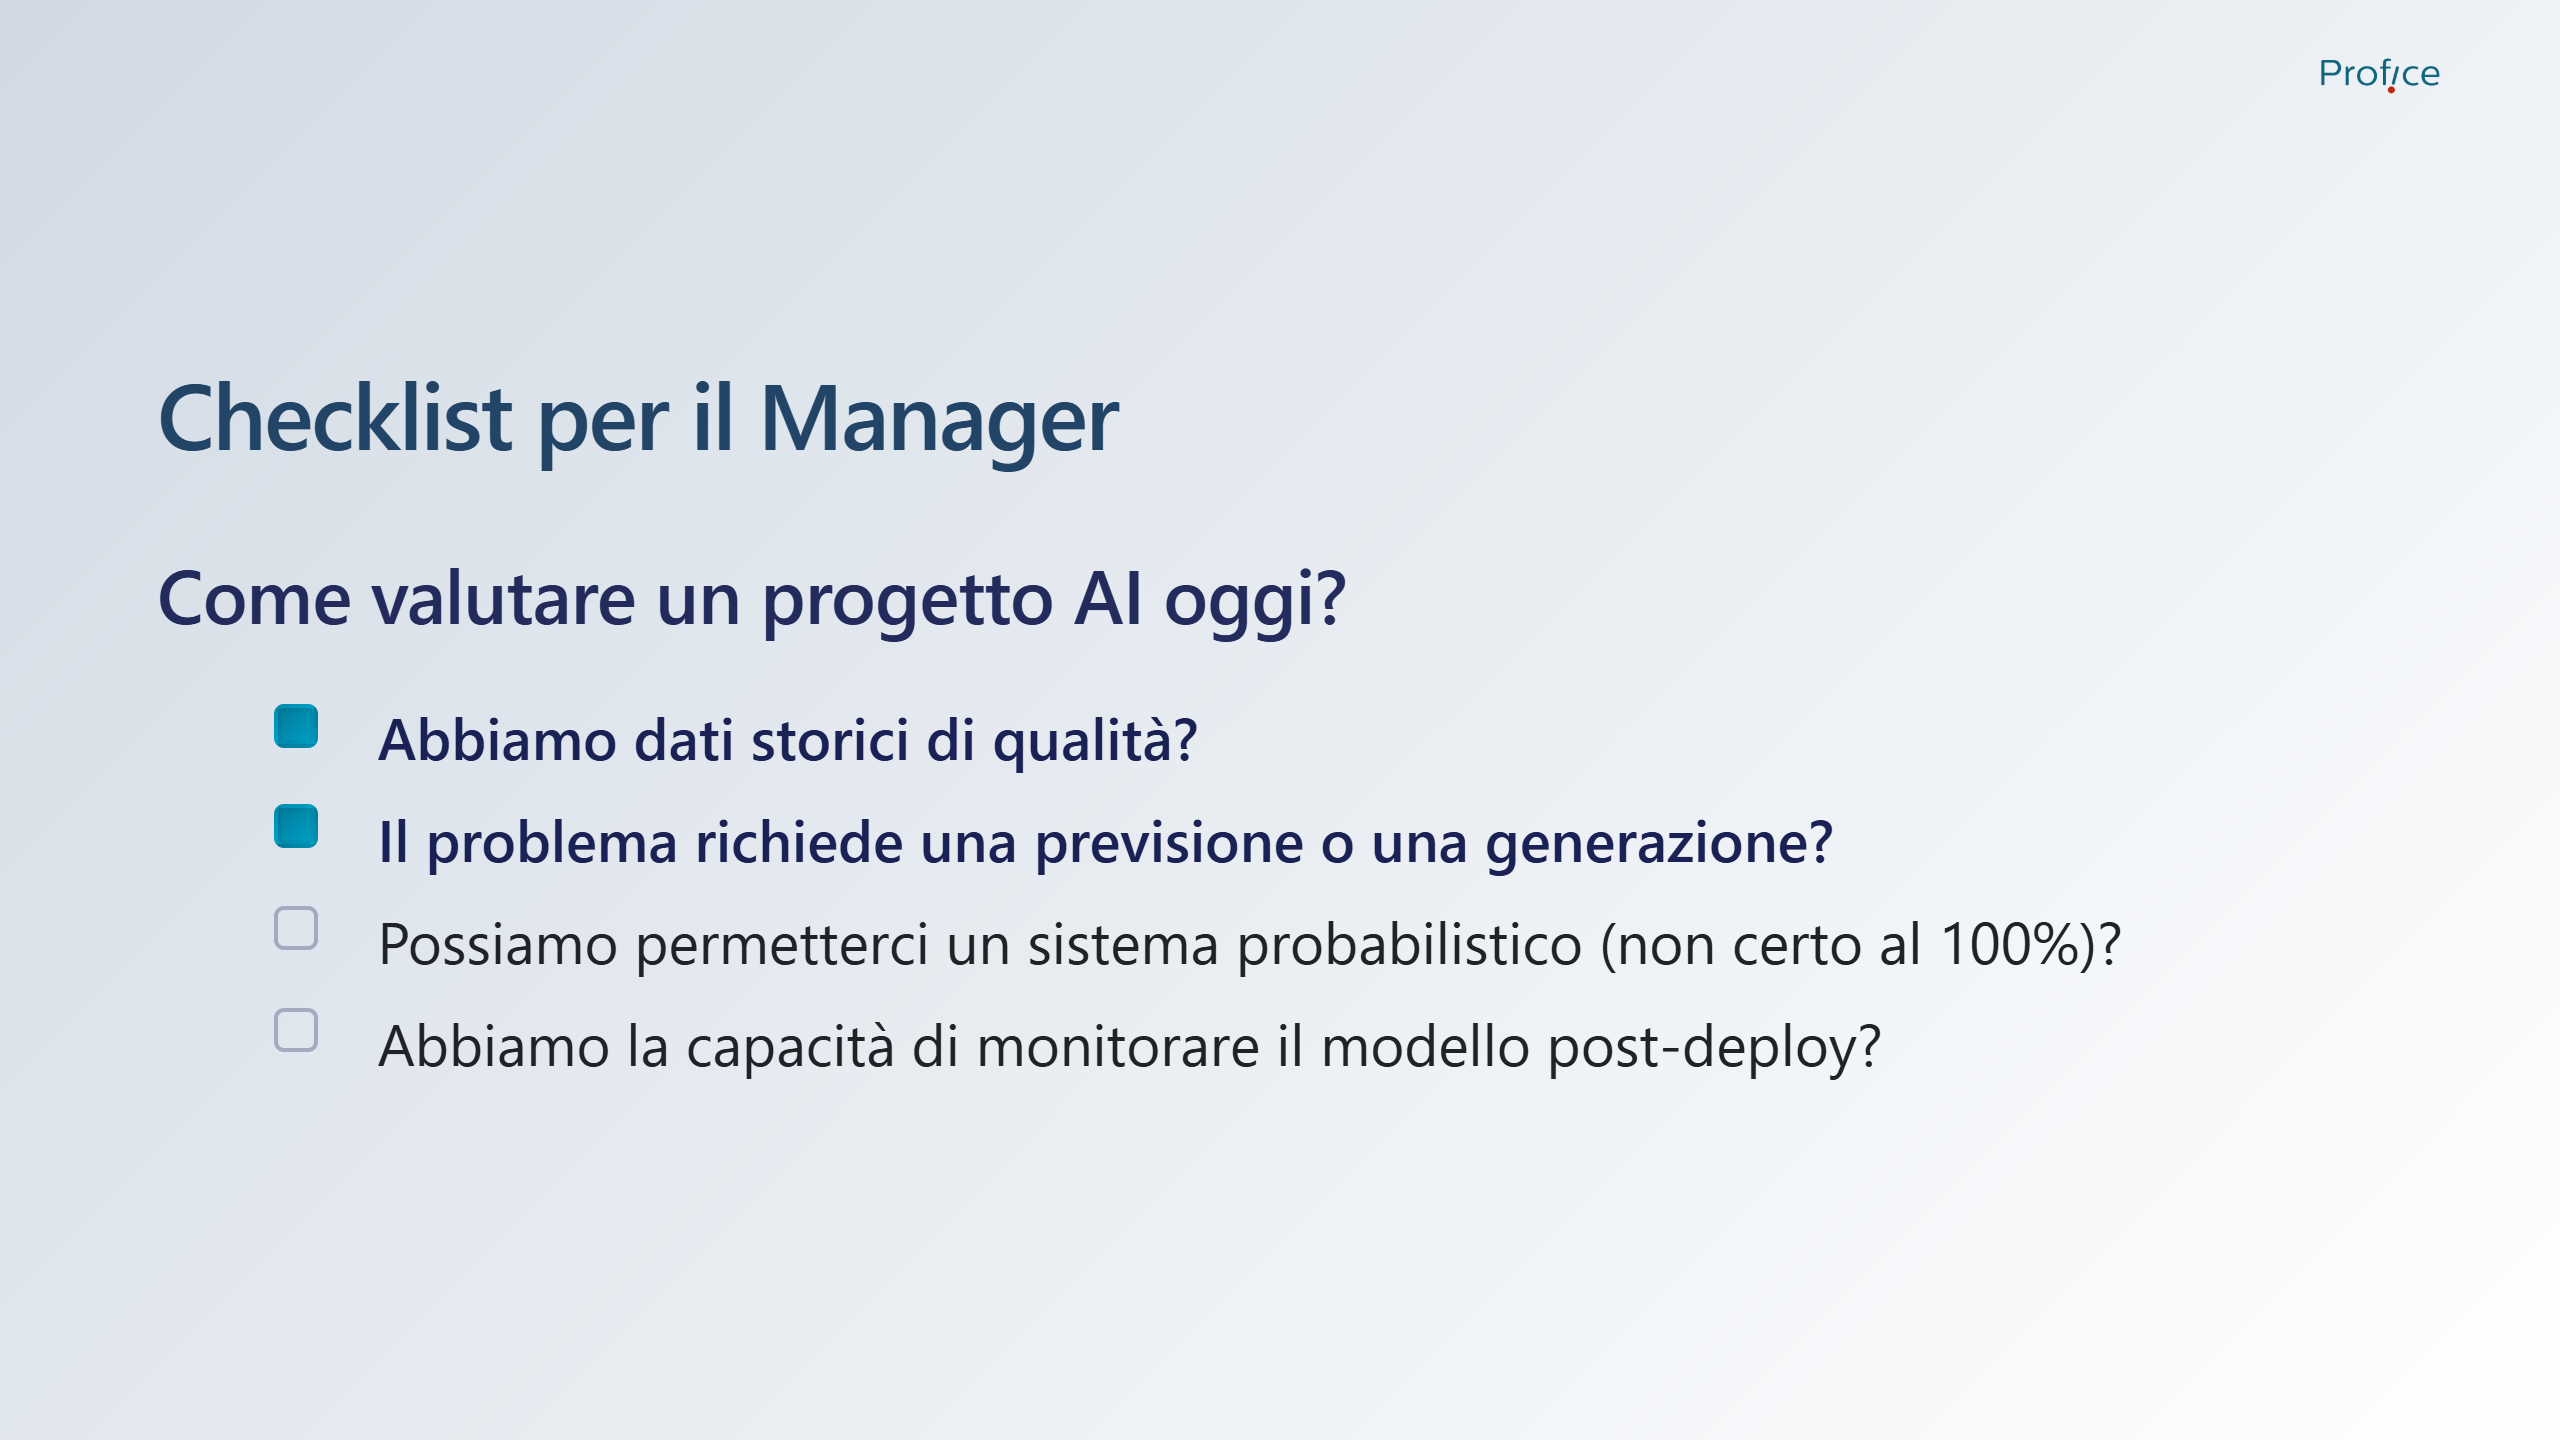 Profice
Checklist per il Manager
Come valutare un progetto AI oggi?
Abbiamo dati storici di qualità?
Il problema richiede una previsione o una generazione?
Possiamo permetterci un sistema probabilistico (non certo al 100%)?
Abbiamo la capacità di monitorare il modello post-deploy?